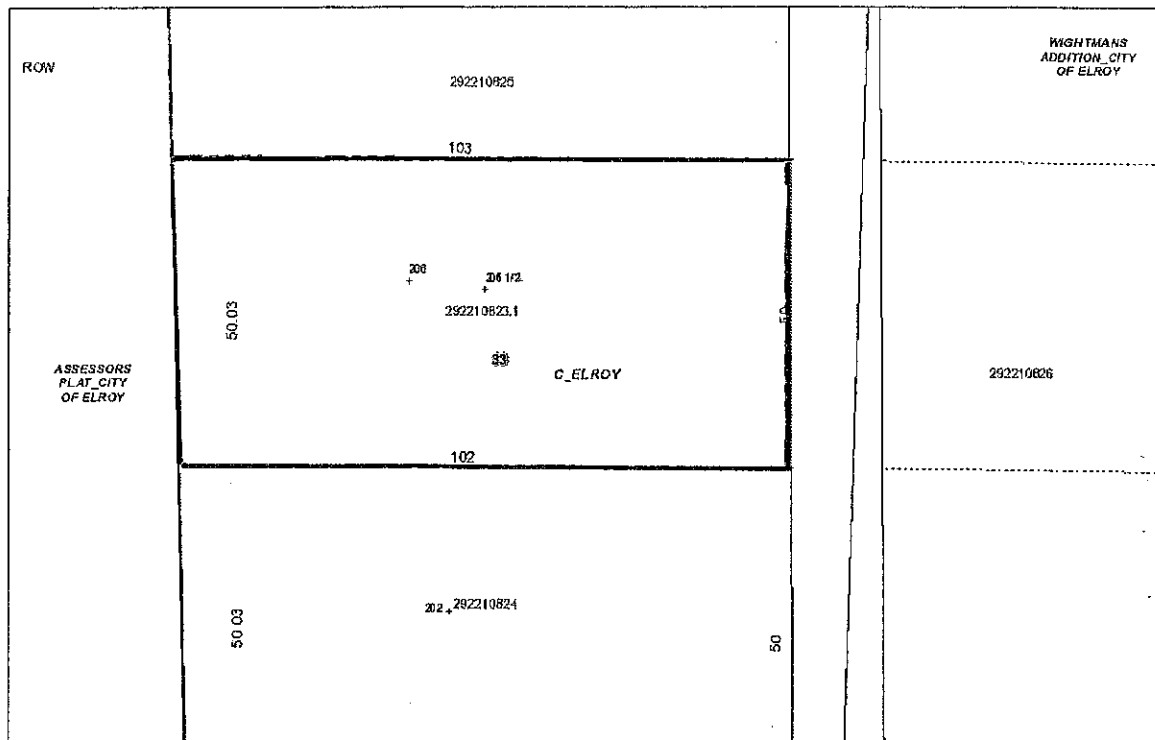 ROW
292210825
WIGHTMANS
ADDITION_CITY
OF ELROY
103
206
206 1/2
292210823.1
50.03
50
33
C_ELROY
ASSESSORS
PLAT_CITY
OF ELROY
292210826
102
202
292210824
50.03
50